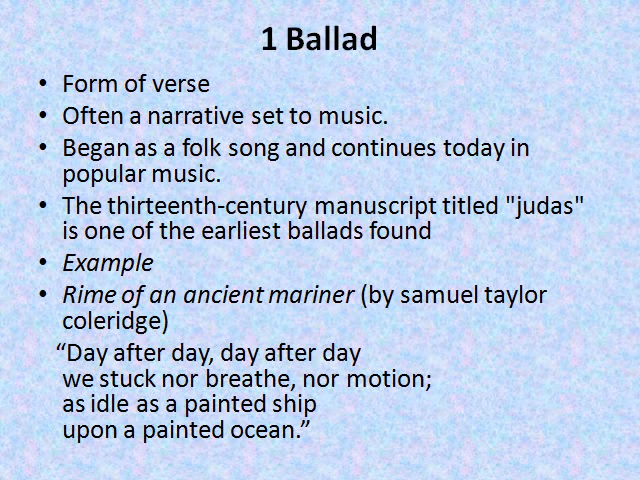 1 Ballad
• Form of verse
• Often a narrative set to music.
• Began as a folk song and continues today in
popular music.
• The thirteenth-century manuscript titled "judas"
is one of the earliest ballads found
• Example
• Rime of an ancient mariner (by samuel taylor
coleridge)
“Day after day, day after day
we stuck nor breathe, nor motion;
as idle as a painted ship
upon a painted ocean.”